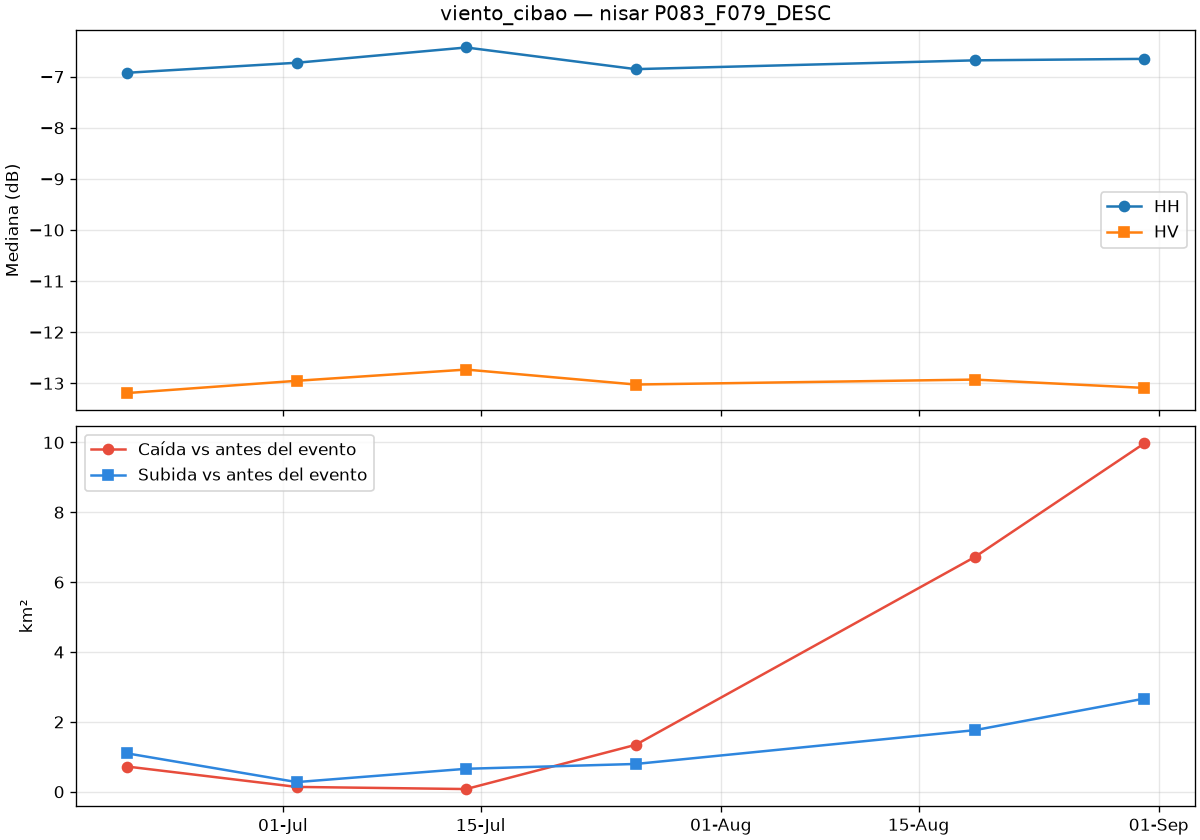 viento_cibao — nisar P083_F079_DESC
Mediana (dB)
−7
−8
−9
−10
−11
−12
−13
HH
HV
km²
10
8
6
4
2
0
Caída vs antes del evento
Subida vs antes del evento
01-Jul
15-Jul
01-Aug
15-Aug
01-Sep